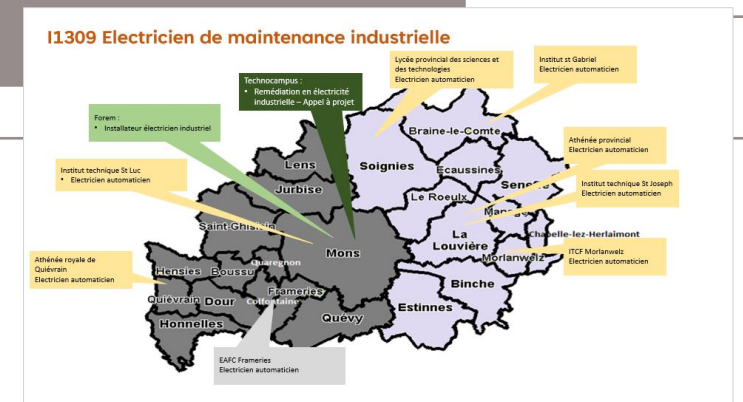 I1309 Electricien de maintenance industrielle
Lycée provincial des sciences et
des technologies
Electricien automaticien
Institut st Gabriel
Electricien automaticien
Technocampus :
• Remédiation en électricité
industrielle – Appel à projet
Forem :
• Installateur électricien industriel
Athénée provincial
Electricien automaticien
Institut technique St Luc
• Electricien automaticien
Institut technique St Joseph
Electricien automaticien
Athénée royale de
Quiévrain
Electricien automaticien
ITCF Morlanwelz
Electricien automaticien
EAFC Frameries
Electricien automaticien
Braine-le-Comte
Lens
Soignies
Ecaussines
Jurbise
Le Roeulx
Saint-Ghislain
Mons
La
Louvière
Chapelle-lez-Herlaimont
Morlanwelz
Quaregnon
Hensies
Boussu
Binche
Quiévrain
Dour
Frameries
Colfontaine
Estinnes
Honnelles
Quévy